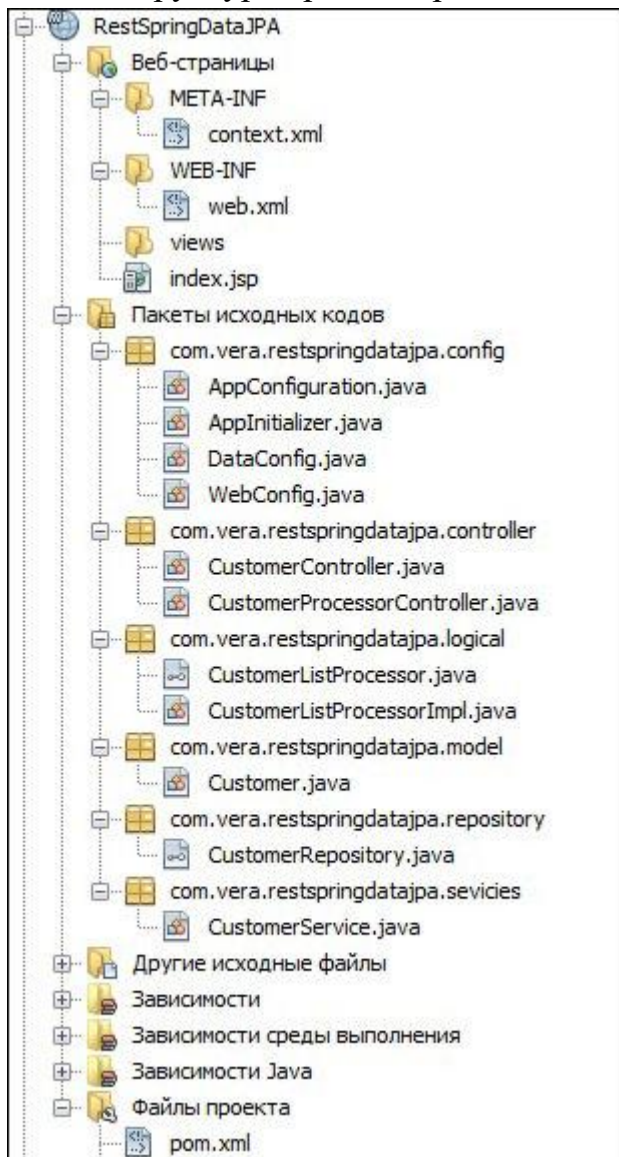 RestSpringDataJPA
Веб-страницы
META-INF
context.xml
WEB-INF
web.xml
views
index.jsp
Пакеты исходных кодов
com.vera.restspringdatajpa.config
AppConfiguration.java
AppInitializer.java
DataConfig.java
WebConfig.java
com.vera.restspringdatajpa.controller
CustomerController.java
CustomerProcessorController.java
com.vera.restspringdatajpa.logical
CustomerListProcessor.java
CustomerListProcessorImpl.java
com.vera.restspringdatajpa.model
Customer.java
com.vera.restspringdatajpa.repository
CustomerRepository.java
com.vera.restspringdatajpa.sevicies
CustomerService.java
Другие исходные файлы
Зависимости
Зависимости среды выполнения
Зависимости Java
Файлы проекта
pom.xml